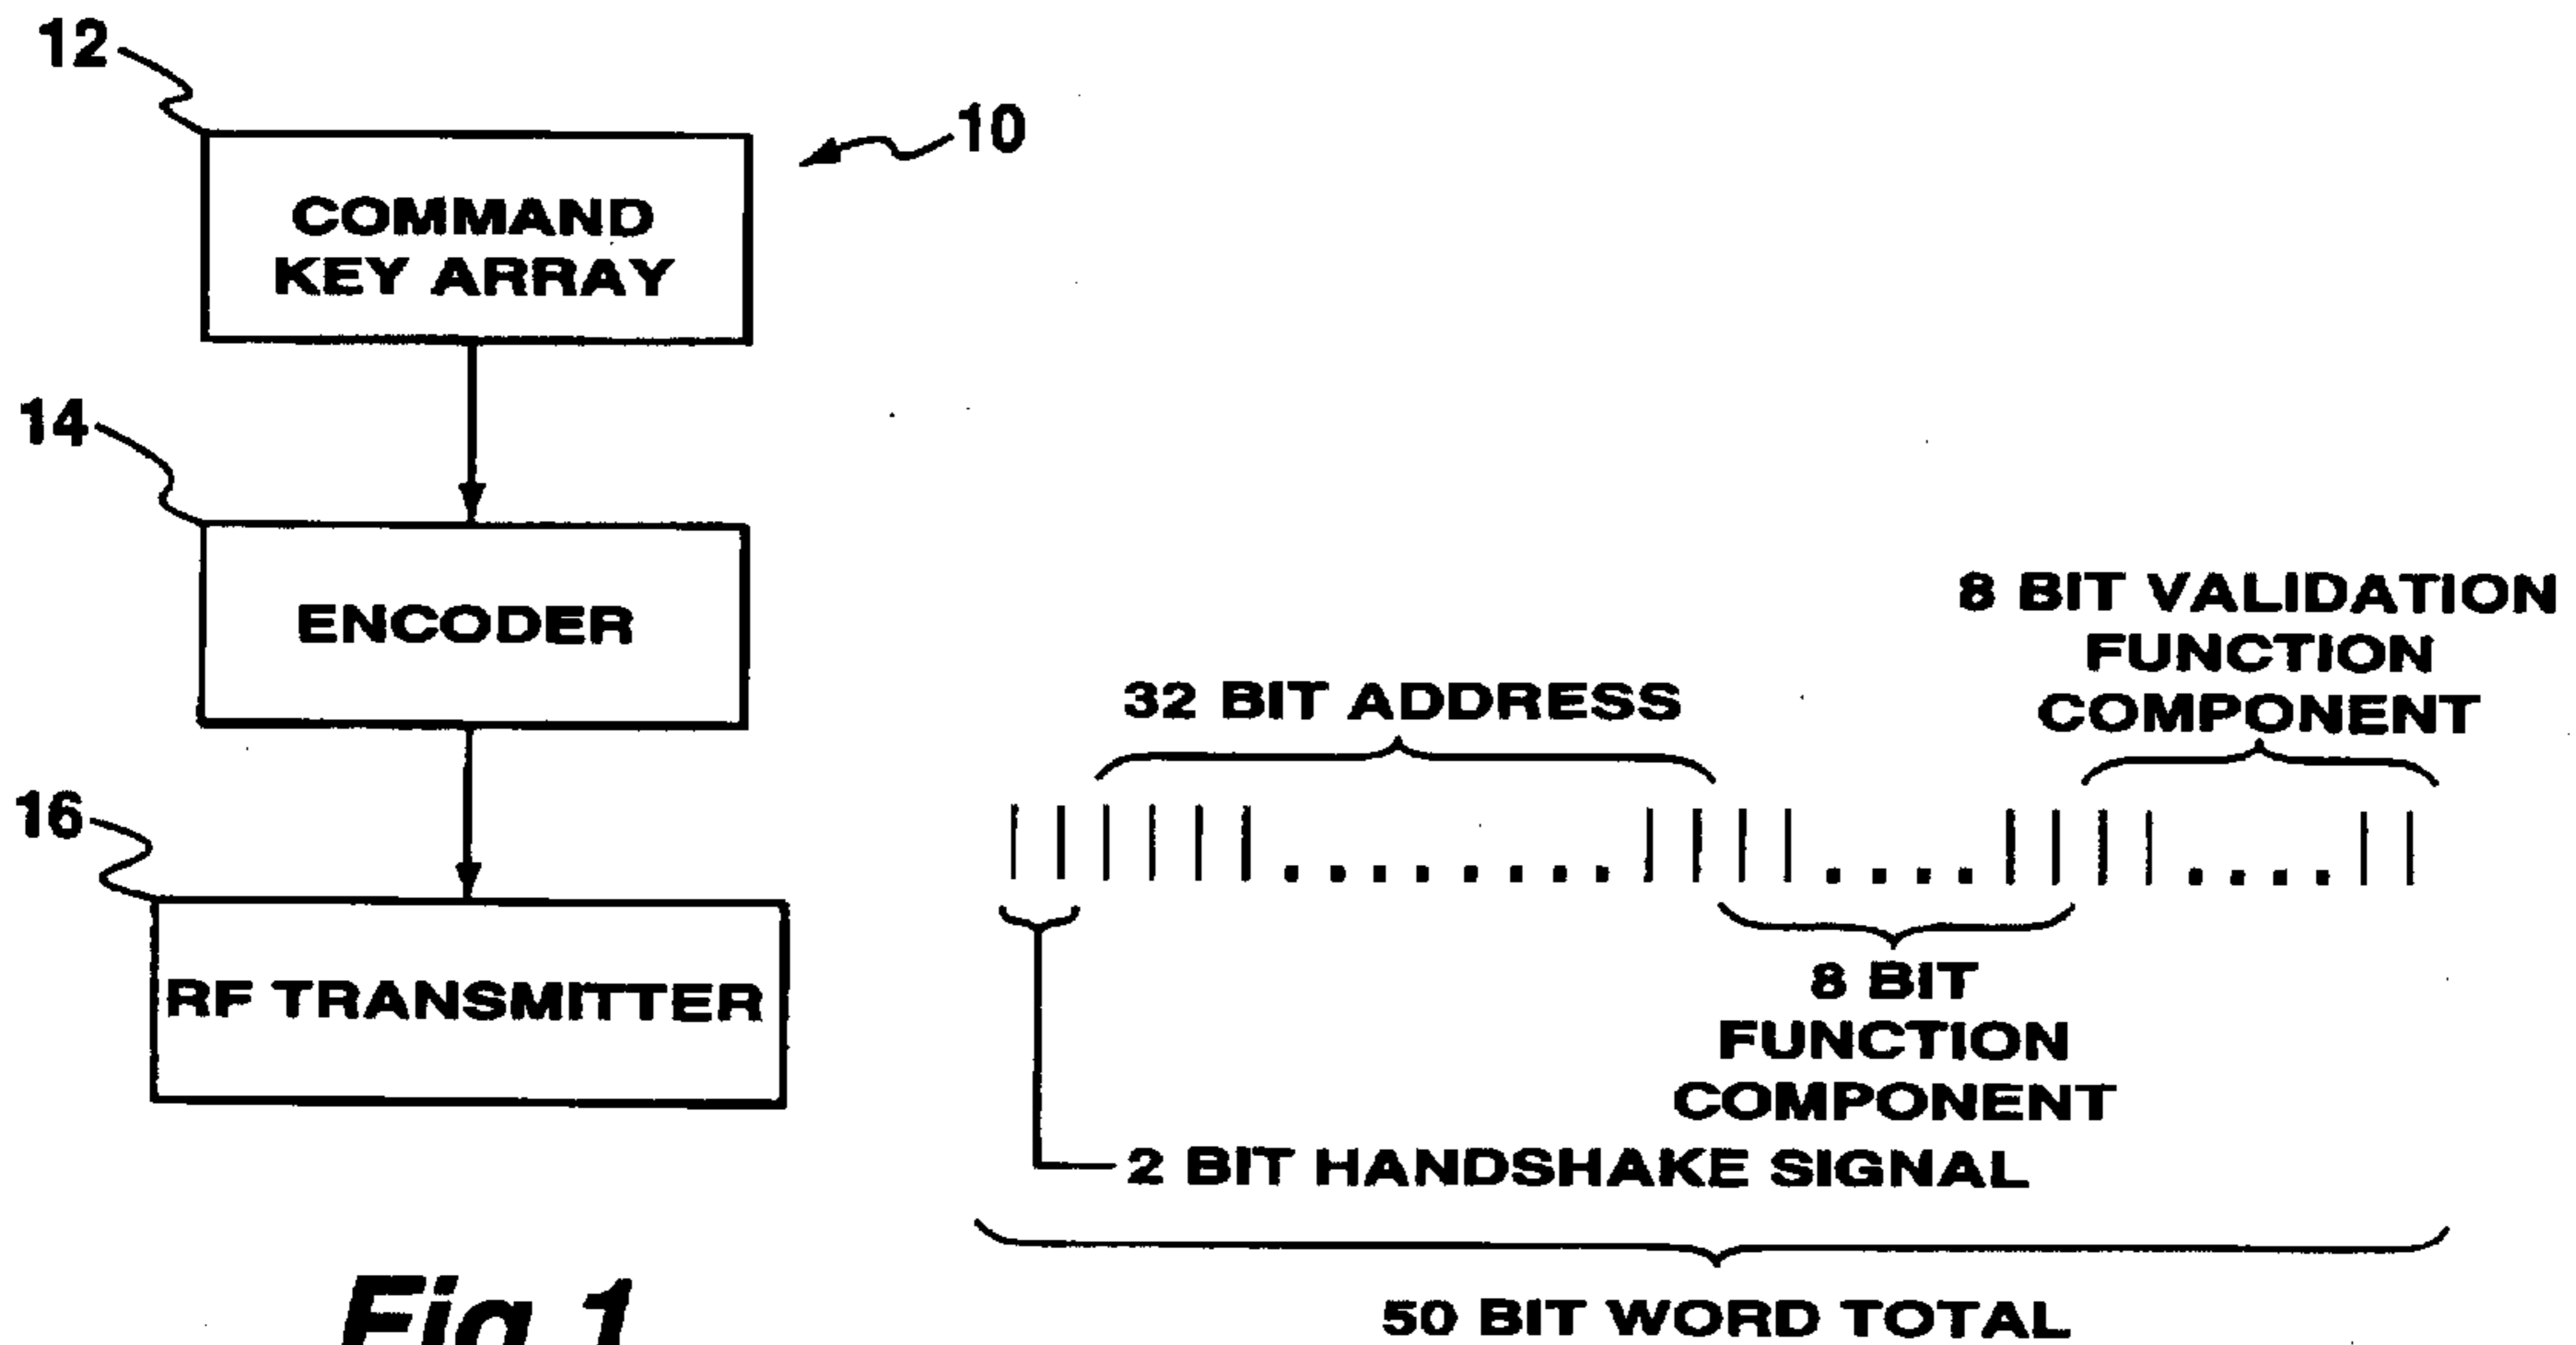 12
10
COMMAND
KEY ARRAY
14
ENCODER
16
RF TRANSMITTER
Fig 1
8 BIT VALIDATION
FUNCTION
COMPONENT
32 BIT ADDRESS
8 BIT
FUNCTION
COMPONENT
2 BIT HANDSHAKE SIGNAL
50 BIT WORD TOTAL